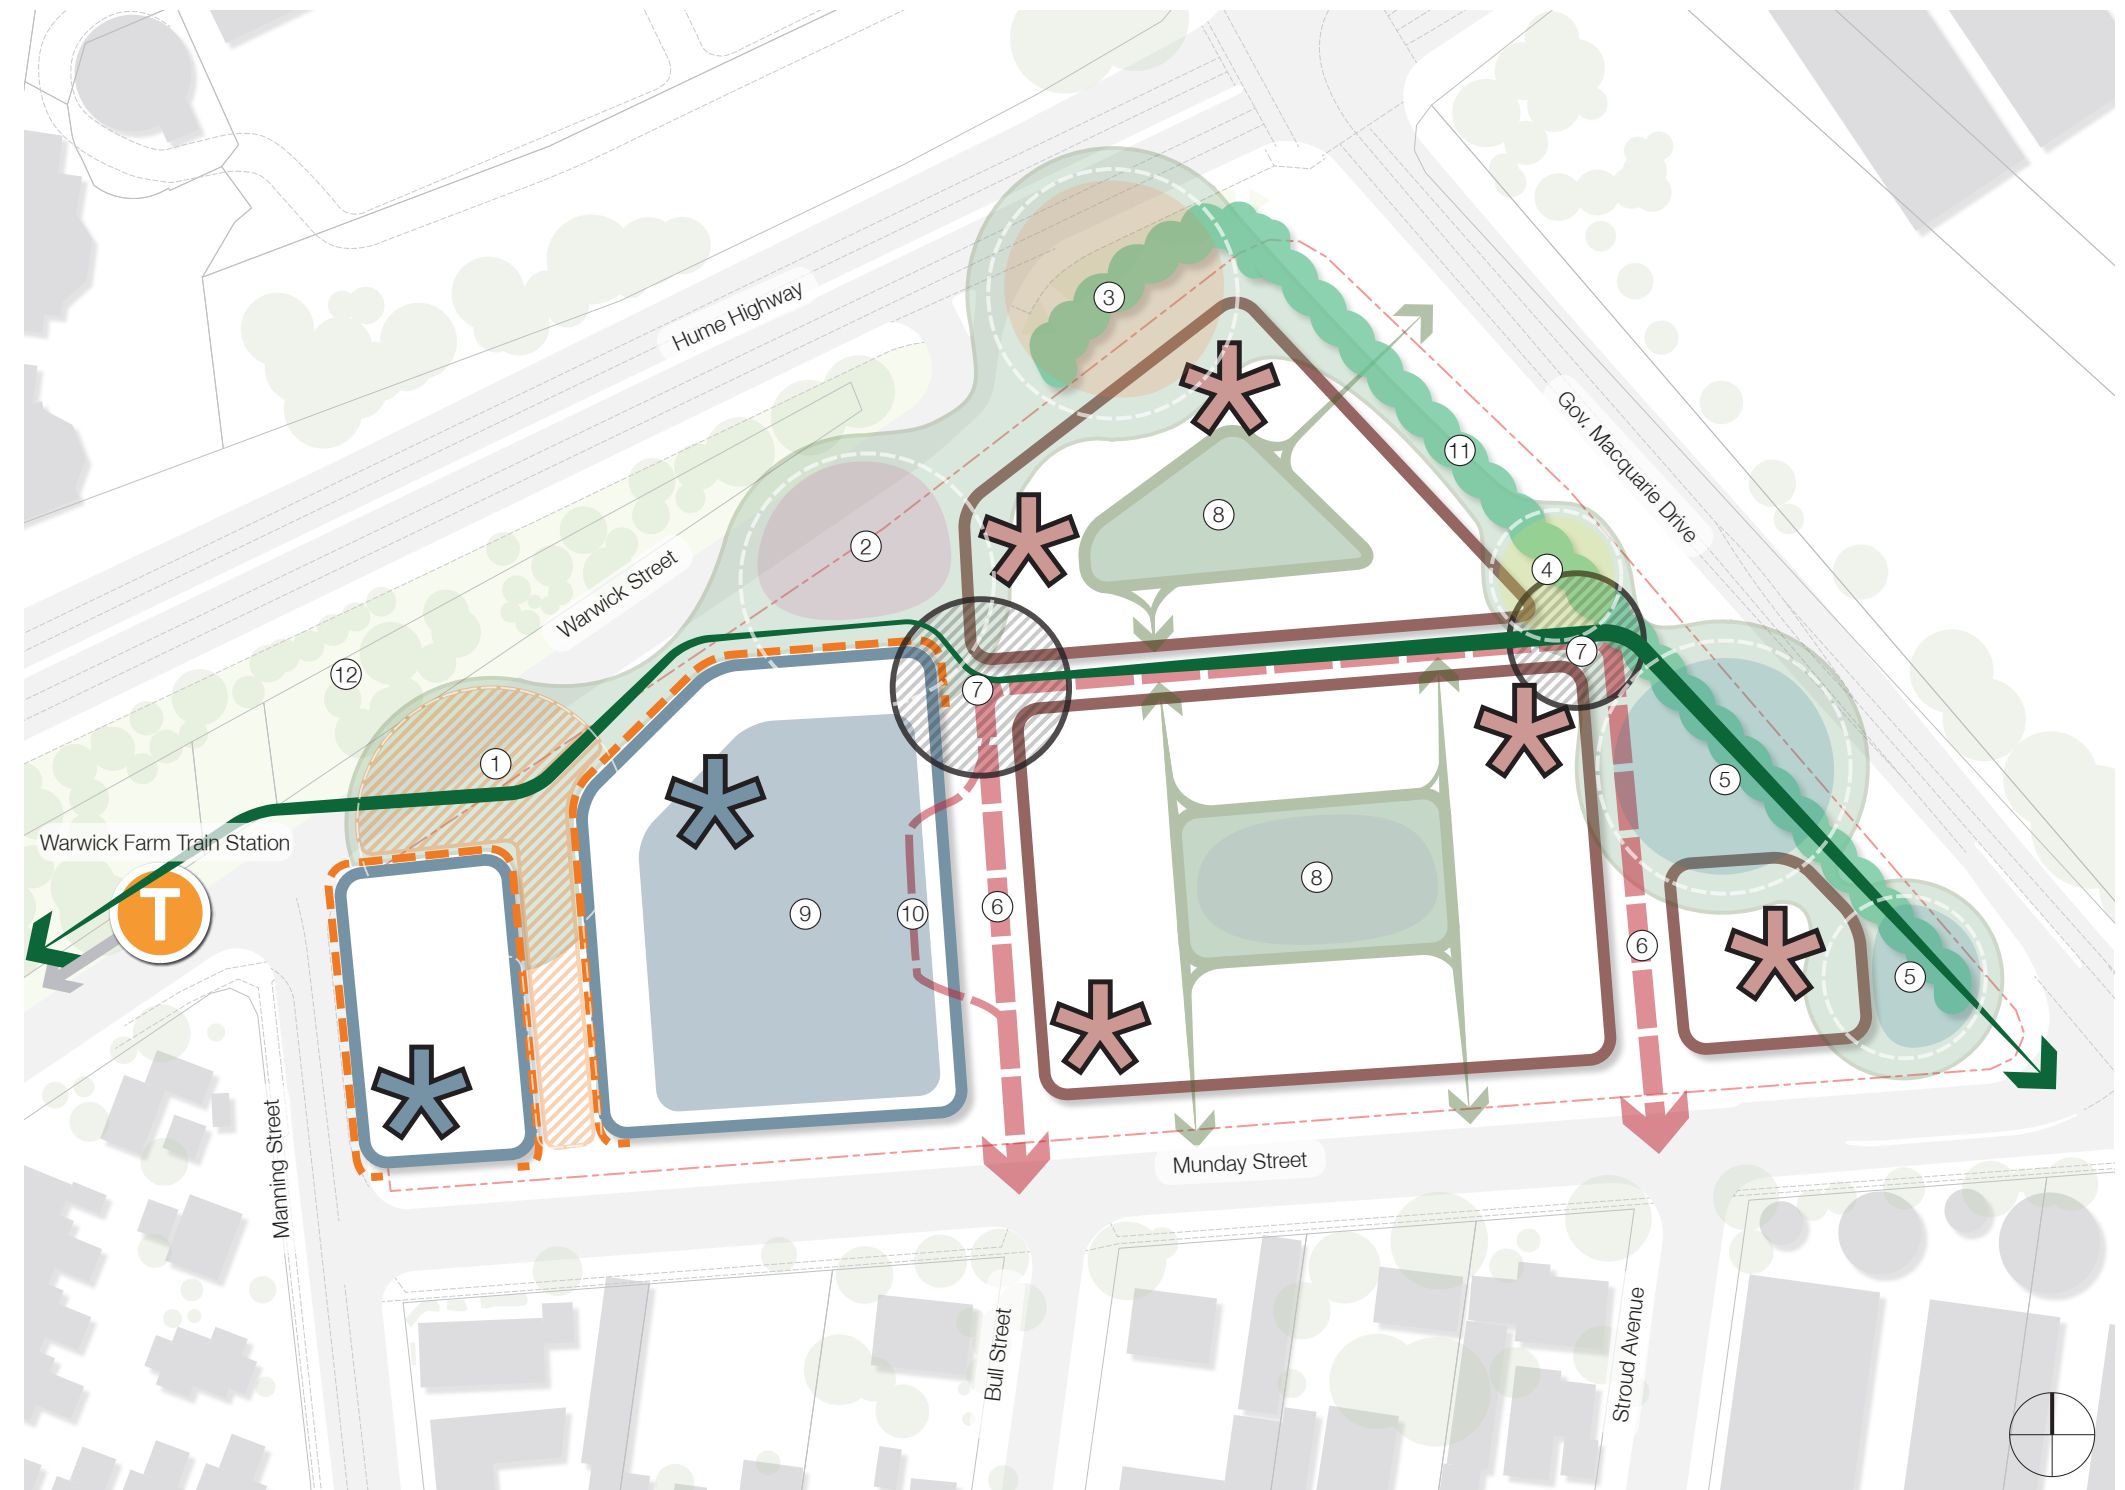 3
Hume Highway
Gov. Macquarie Drive
11
8
2
4
Warwick Street
7
12
7
1
5
Warwick Farm Train Station
8
T
9
10
6
6
5
Munday Street
Manning Street
Bull Street
Stroud Avenue